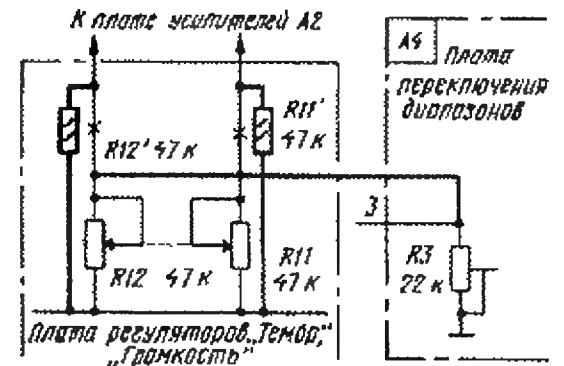 К плате усилителей А2
А4
Плата
переключения
диапазонов
R11'
47 к
R12' 47 к
3
R12 47 к
R11
47 к
R3
22 к
Плата регуляторов „Тембр,“
„Громкость“